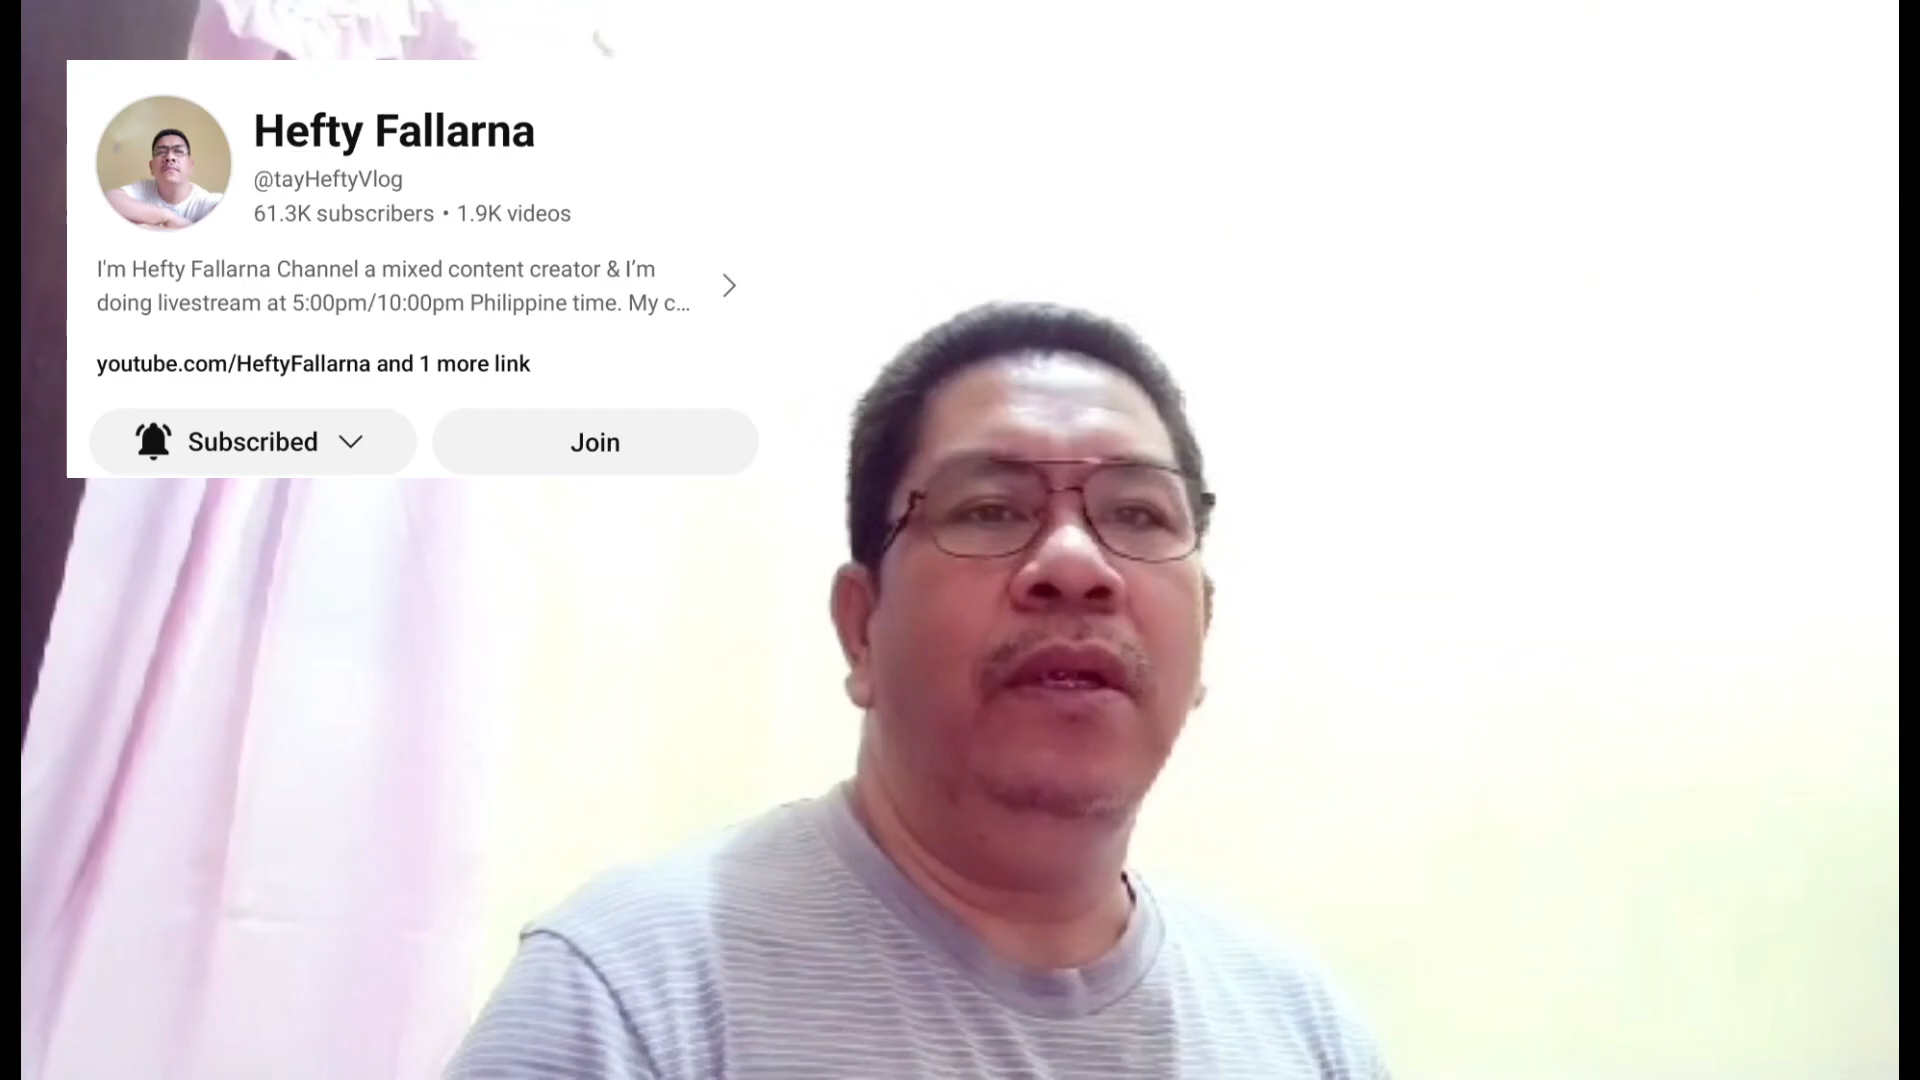 Hefty Fallarna
@tayHeftyVlog
61.3K subscribers • 1.9K videos
I'm Hefty Fallarna Channel a mixed content creator & I’m
doing livestream at 5:00pm/10:00pm Philippine time. My c...
youtube.com/HeftyFallarna and 1 more link
Subscribed
Join